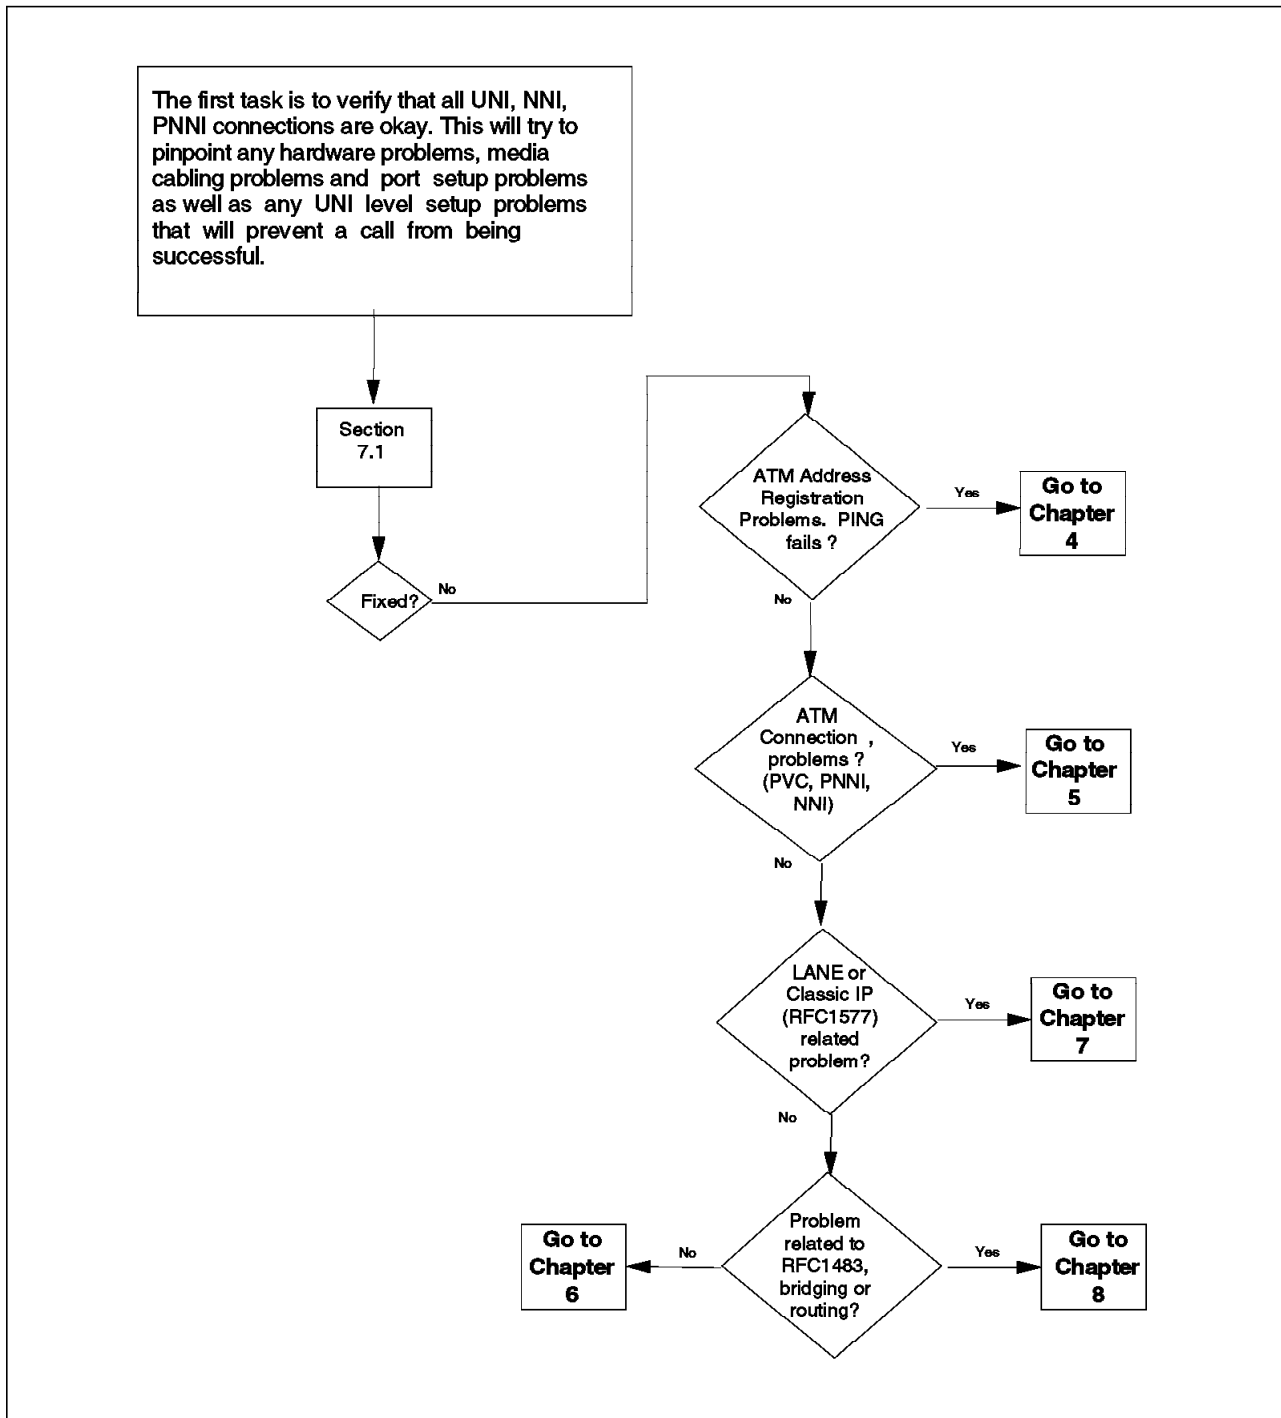 The first task is to verify that all UNI, NNI,
PNNI connections are okay. This will try to
pinpoint any hardware problems, media
cabling problems and port setup problems
as well as any UNI level setup problems
that will prevent a call from being
successful.
Section
7.1
Fixed?
No
ATM Address
Registration
Problems. PING
fails ?
Yes
Go to
Chapter
4
No
ATM
Connection ,
problems ?
(PVC, PNNI,
NNI)
Yes
Go to
Chapter
5
No
LANE or
Classic IP
(RFC1577)
related
problem?
Yes
Go to
Chapter
7
No
Problem
related to
RFC1483,
bridging or
routing?
No
Go to
Chapter
6
Yes
Go to
Chapter
8